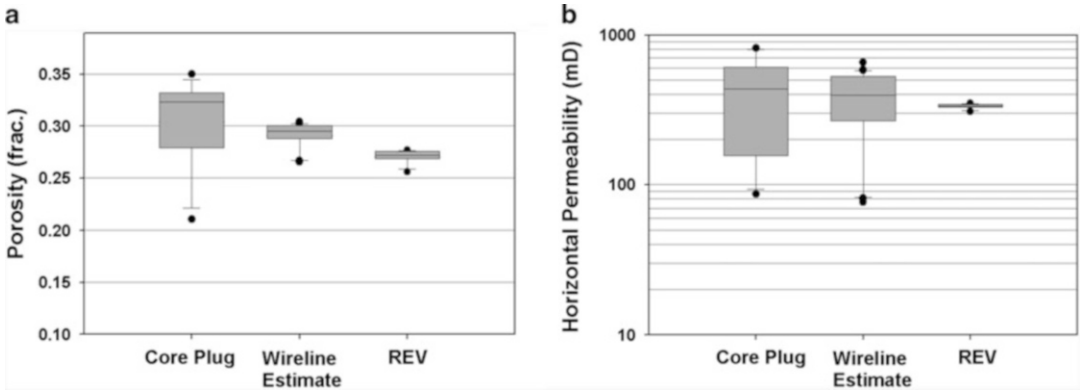 a
Porosity (frac.)
0.35
0.30
0.25
0.20
0.15
0.10
Core Plug
Wireline
Estimate
REV
b
Horizontal Permeability (mD)
1000
100
10
Core Plug
Wireline
Estimate
REV